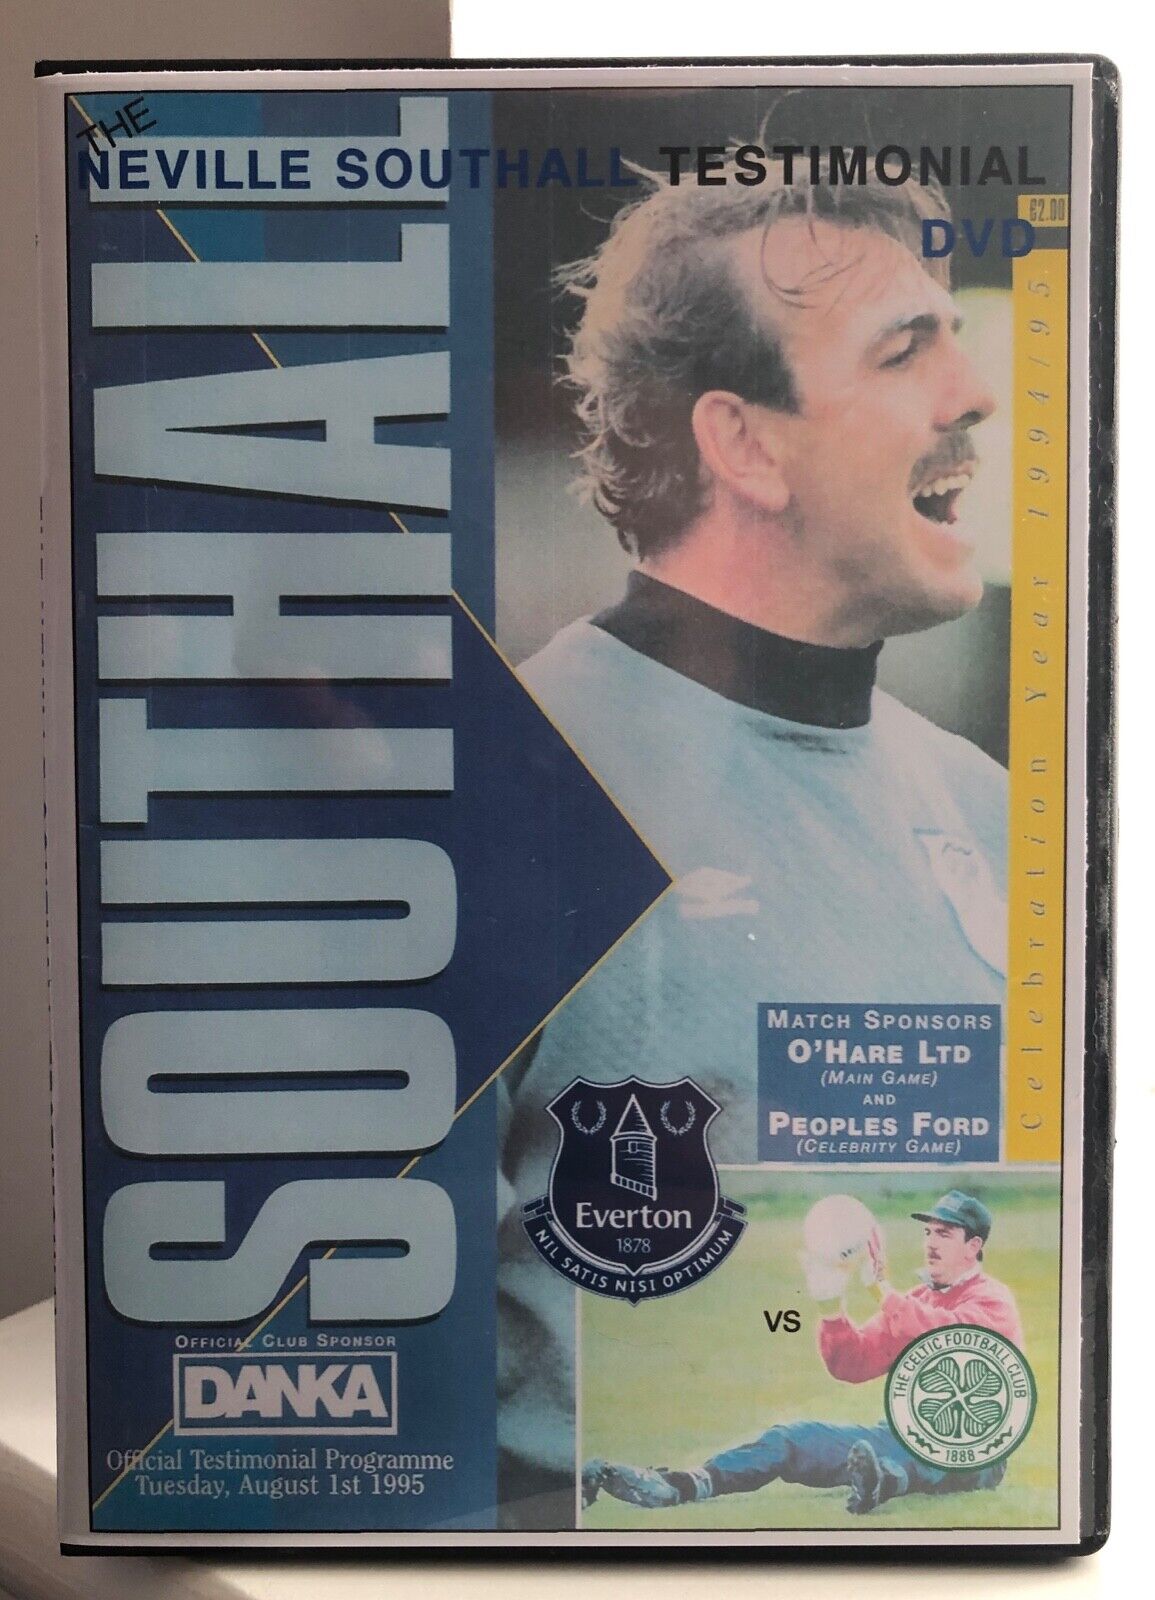 THE
NEVILLE SOUTHALL TESTIMONIAL
DVD
£2.00
SOUTHALL
Celebration Year 1994/95
MATCH SPONSORS
O'HARE LTD
(MAIN GAME)
AND
PEOPLES FORD
(CELEBRITY GAME)
Everton
1878
NIL SATIS NISI OPTIMUM
VS
THE CELTIC FOOTBALL CLUB
1888
OFFICIAL CLUB SPONSOR
DANKA
Official Testimonial Programme
Tuesday, August 1st 1995